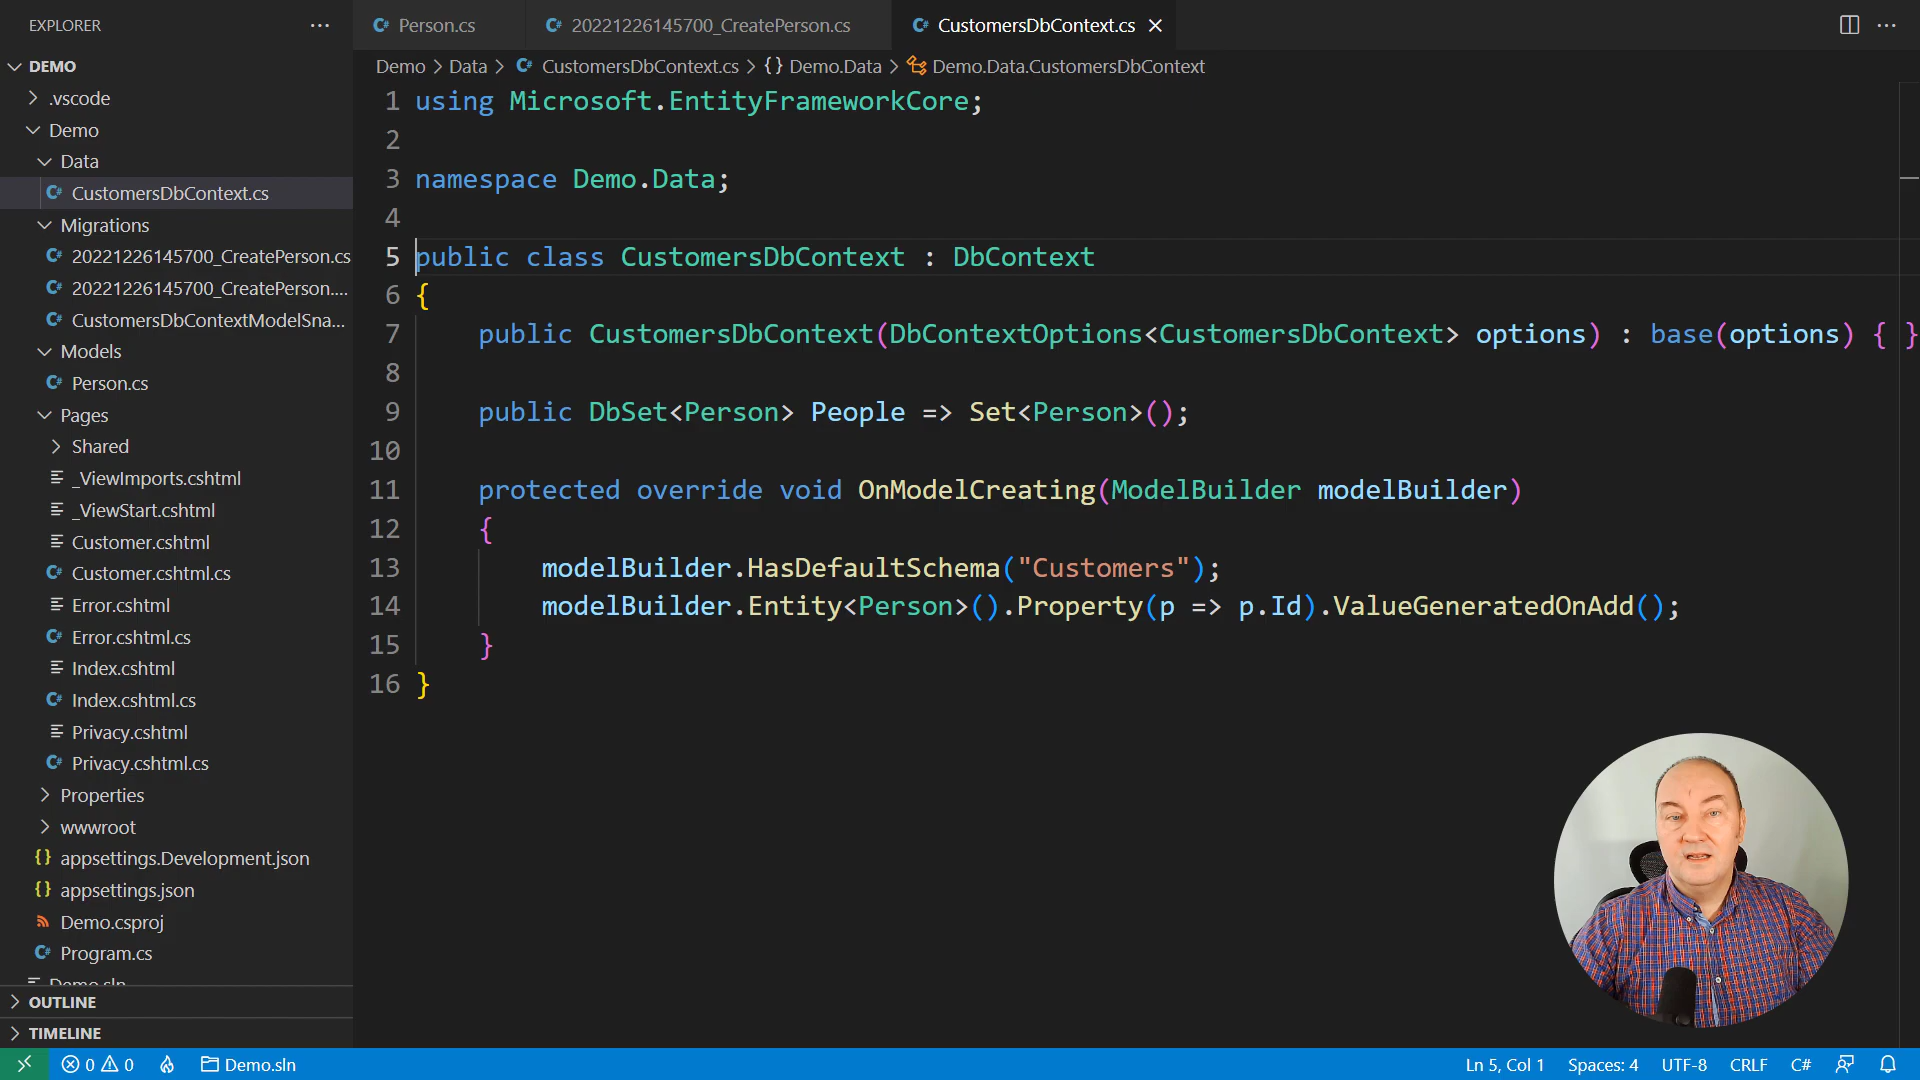 EXPLORER
DEMO
.vscode
Demo
Data
CustomersDbContext.cs
Migrations
20221226145700_CreatePerson.cs
20221226145700_CreatePerson....
CustomersDbContextModelSna...
Models
Person.cs
Pages
Shared
_ViewImports.cshtml
_ViewStart.cshtml
Customer.cshtml
Customer.cshtml.cs
Error.cshtml
Error.cshtml.cs
Index.cshtml
Index.cshtml.cs
Privacy.cshtml
Privacy.cshtml.cs
Properties
wwwroot
appsettings.Development.json
appsettings.json
Demo.csproj
Program.cs
Demo.sln
OUTLINE
TIMELINE
Person.cs 20221226145700_CreatePerson.cs CustomersDbContext.cs
Demo > Data > CustomersDbContext.cs > {} Demo.Data > Demo.Data.CustomersDbContext
1 using Microsoft.EntityFrameworkCore;
2
3 namespace Demo.Data;
4
5 public class CustomersDbContext : DbContext
6 {
7 public CustomersDbContext(DbContextOptions<CustomersDbContext> options) : base(options) { }
8
9 public DbSet<Person> People => Set<Person>();
10
11 protected override void OnModelCreating(ModelBuilder modelBuilder)
12 {
13 modelBuilder.HasDefaultSchema("Customers");
14 modelBuilder.Entity<Person>().Property(p => p.Id).ValueGeneratedOnAdd();
15 }
16 }
0 0 Demo.sln Ln 5, Col 1 Spaces: 4 UTF-8 CRLF C#